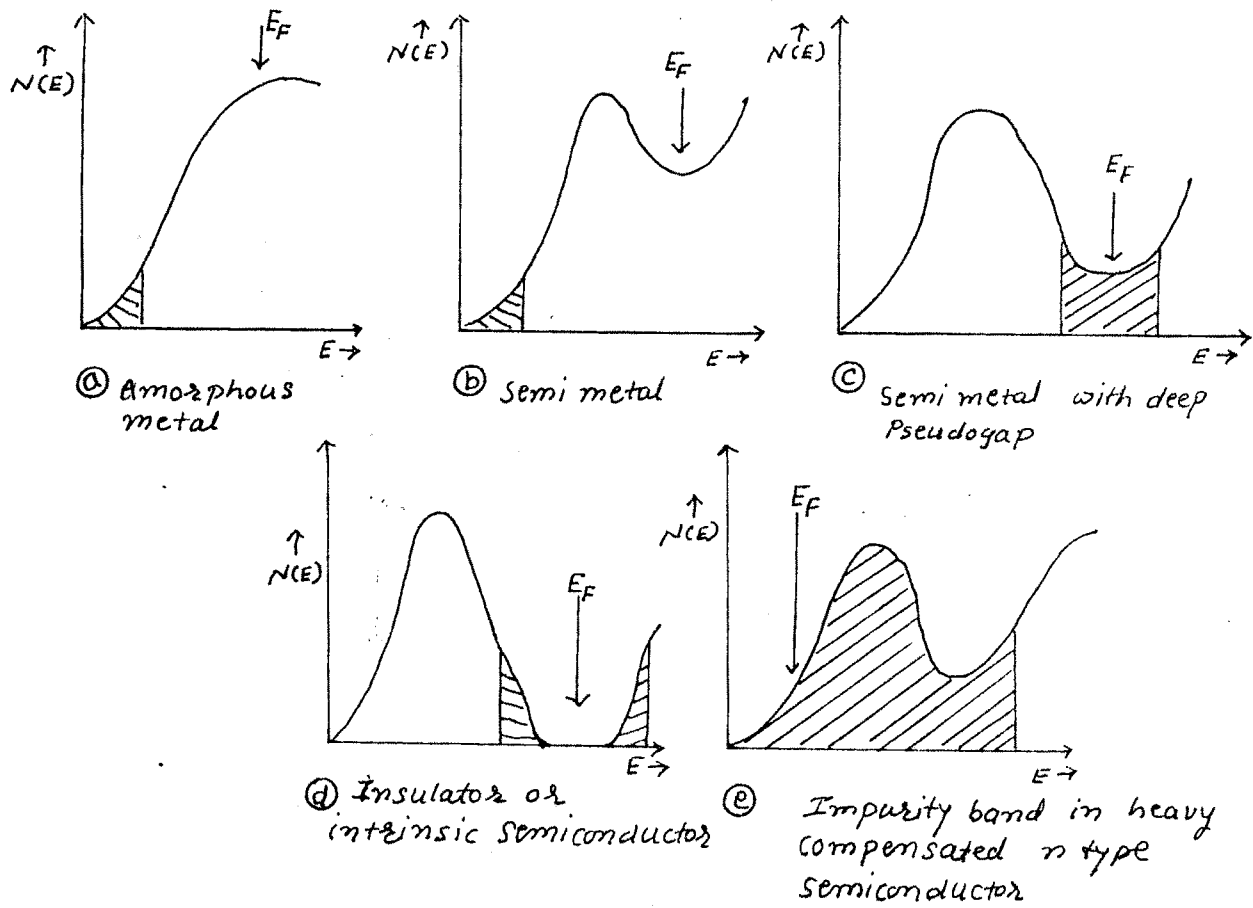 E_F
↑
N(E)
E →
ⓐ Amorphous
metal
↑
N(E)
E_F
E →
ⓑ Semi metal
↑
N(E)
E_F
E →
ⓒ Semi metal with deep
Pseudogap
↑
N(E)
E_F
E →
ⓓ Insulator or
intrinsic semiconductor
↑
N(E)
E_F
E →
ⓔ Impurity band in heavy
compensated n type
semiconductor